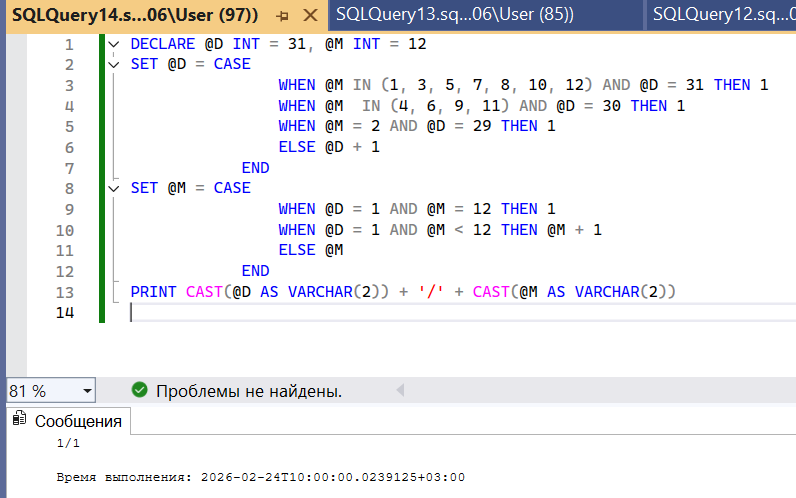 SQLQuery14.s...06\User (97)) SQLQuery13.sq...06\User (85)) SQLQuery12.sq...0
1 DECLARE @D INT = 31, @M INT = 12
2 SET @D = CASE
3 WHEN @M IN (1, 3, 5, 7, 8, 10, 12) AND @D = 31 THEN 1
4 WHEN @M  IN (4, 6, 9, 11) AND @D = 30 THEN 1
5 WHEN @M = 2 AND @D = 29 THEN 1
6 ELSE @D + 1
7 END
8 SET @M = CASE
9 WHEN @D = 1 AND @M = 12 THEN 1
10 WHEN @D = 1 AND @M < 12 THEN @M + 1
11 ELSE @M
12 END
13 PRINT CAST(@D AS VARCHAR(2)) + '/' + CAST(@M AS VARCHAR(2))
14
81 % Проблемы не найдены.
Сообщения
1/1
Время выполнения: 2026-02-24T10:00:00.0239125+03:00